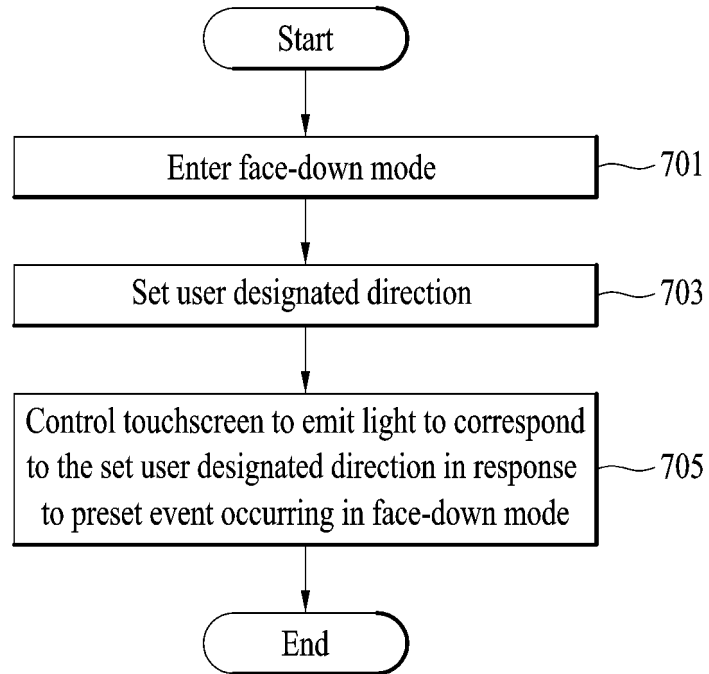 Start
Enter face-down mode
701
Set user designated direction
703
Control touchscreen to emit light to correspond
to the set user designated direction in response
to preset event occurring in face-down mode
705
End